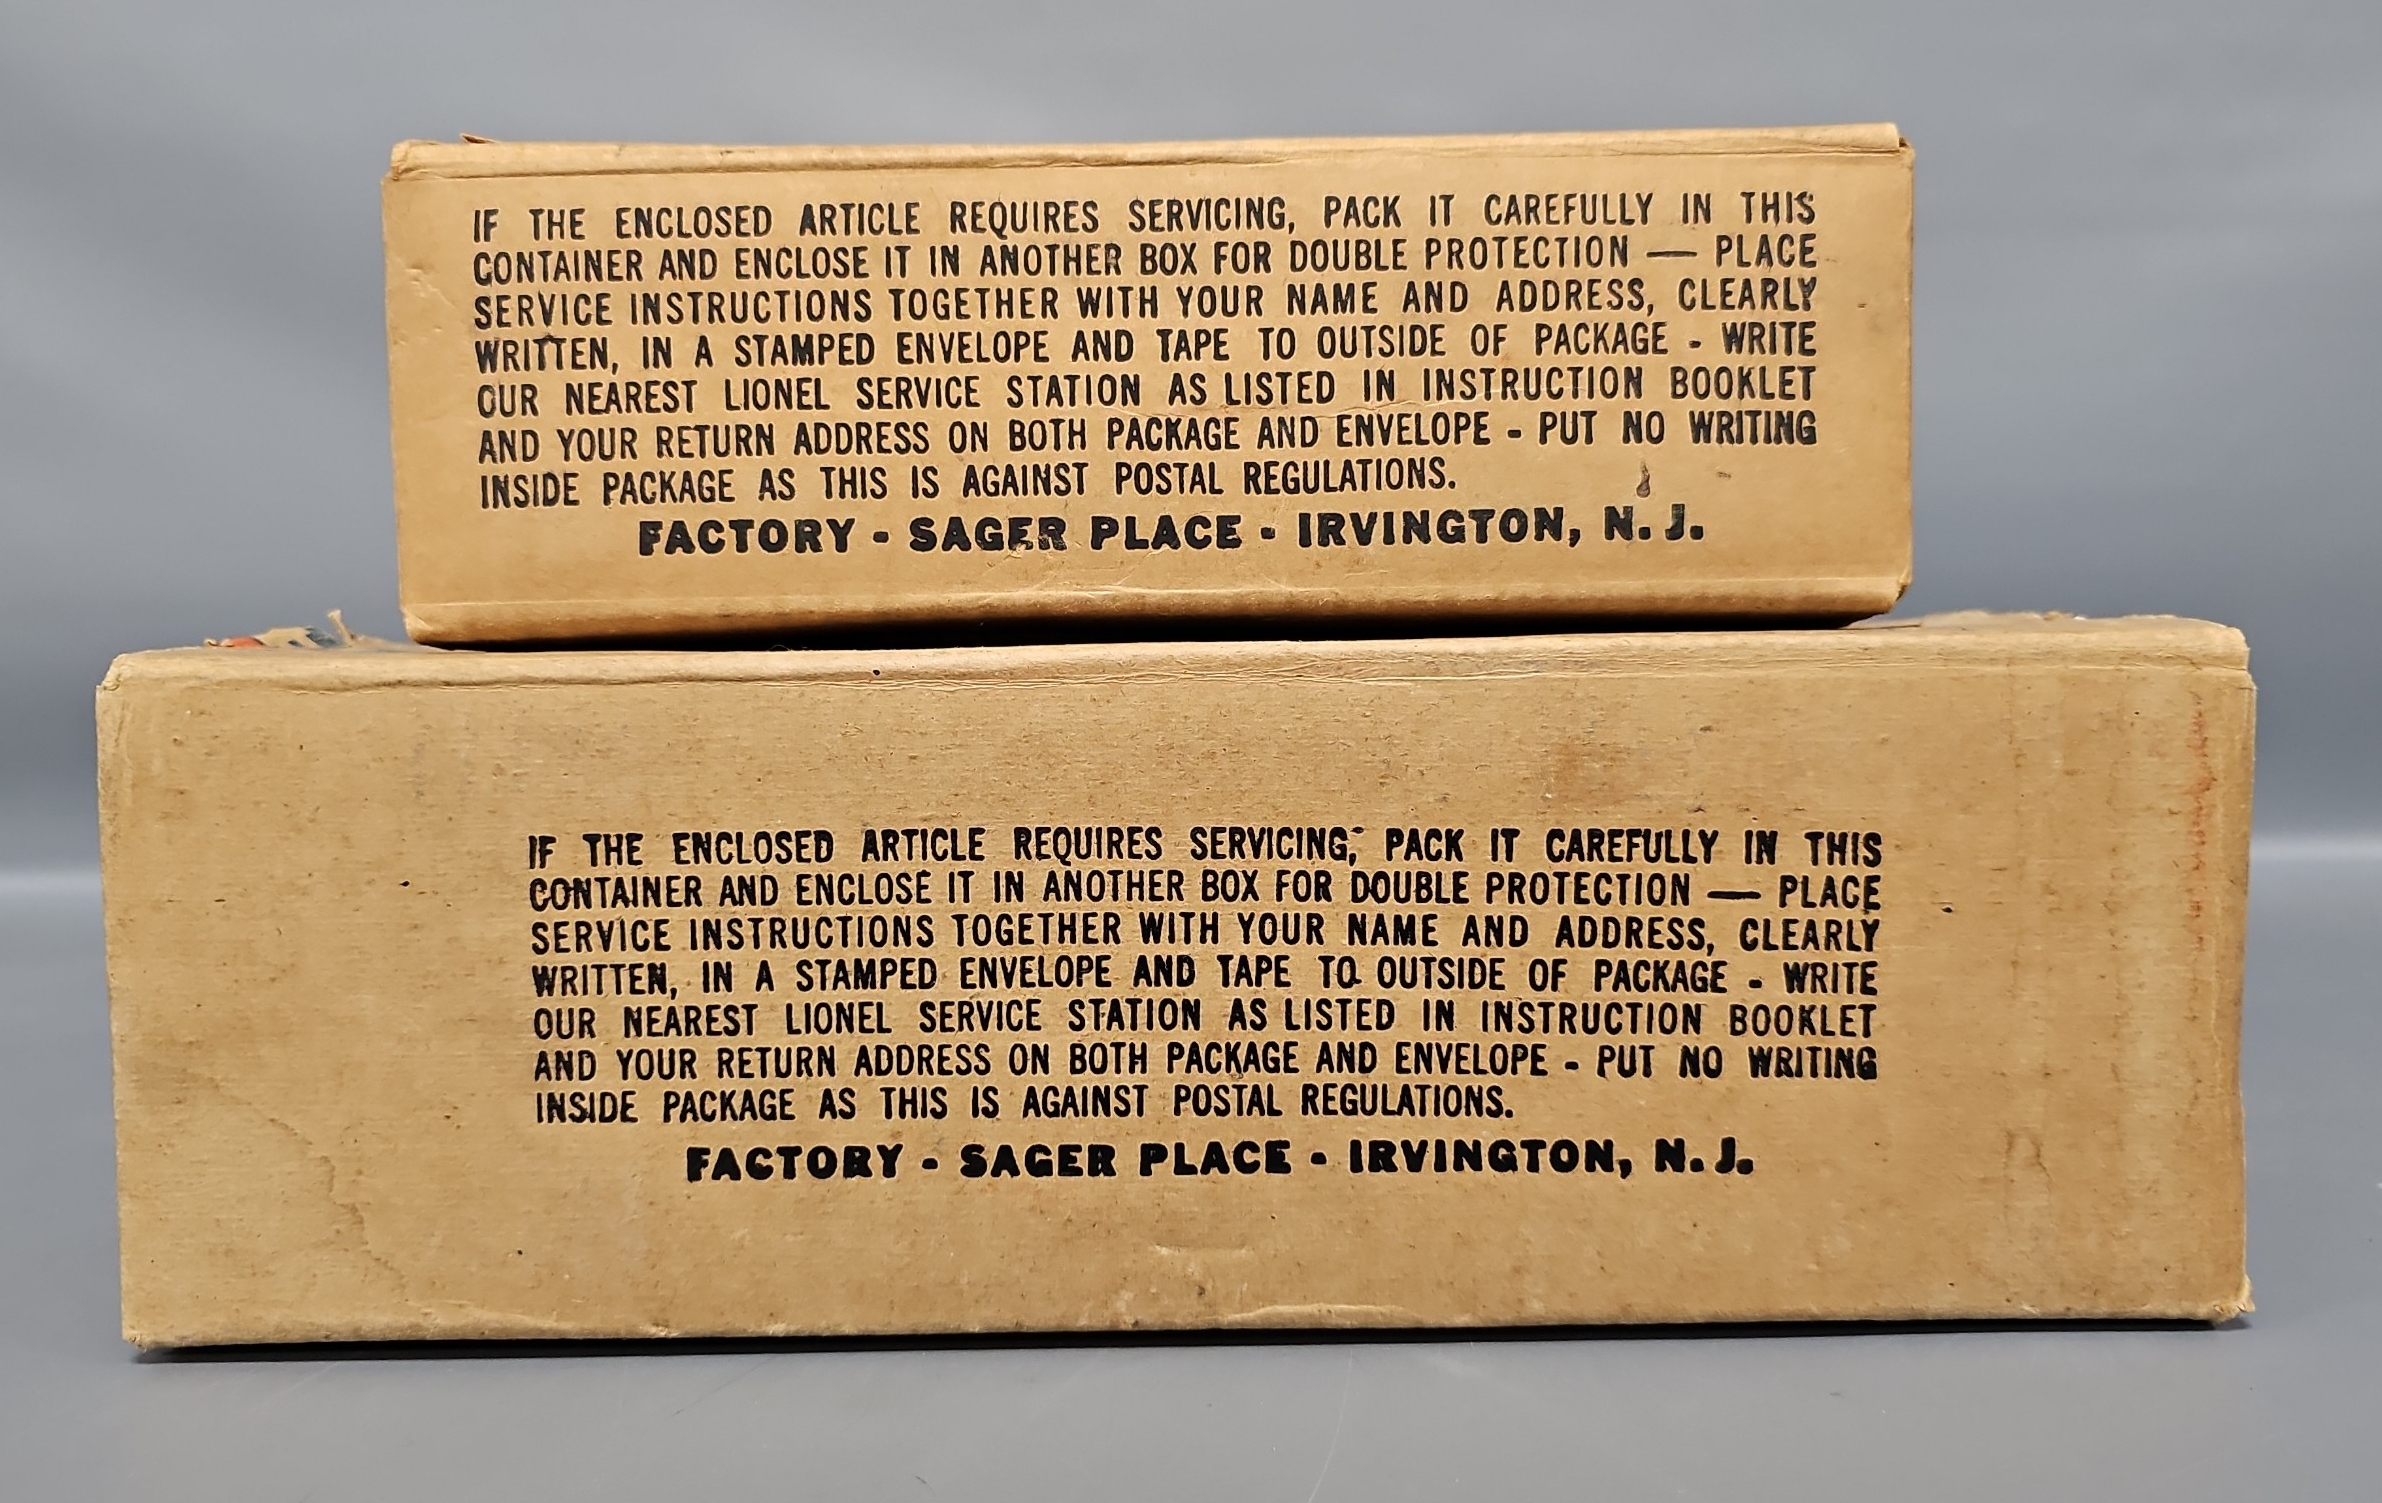 IF THE ENCLOSED ARTICLE REQUIRES SERVICING, PACK IT CAREFULLY IN THIS
CONTAINER AND ENCLOSE IT IN ANOTHER BOX FOR DOUBLE PROTECTION — PLACE
SERVICE INSTRUCTIONS TOGETHER WITH YOUR NAME AND ADDRESS, CLEARLY
WRITTEN, IN A STAMPED ENVELOPE AND TAPE TO OUTSIDE OF PACKAGE - WRITE
OUR NEAREST LIONEL SERVICE STATION AS LISTED IN INSTRUCTION BOOKLET
AND YOUR RETURN ADDRESS ON BOTH PACKAGE AND ENVELOPE - PUT NO WRITING
INSIDE PACKAGE AS THIS IS AGAINST POSTAL REGULATIONS.
FACTORY - SAGER PLACE - IRVINGTON, N. J.
IF THE ENCLOSED ARTICLE REQUIRES SERVICING, PACK IT CAREFULLY IN THIS
CONTAINER AND ENCLOSE IT IN ANOTHER BOX FOR DOUBLE PROTECTION — PLACE
SERVICE INSTRUCTIONS TOGETHER WITH YOUR NAME AND ADDRESS, CLEARLY
WRITTEN, IN A STAMPED ENVELOPE AND TAPE TO OUTSIDE OF PACKAGE - WRITE
OUR NEAREST LIONEL SERVICE STATION AS LISTED IN INSTRUCTION BOOKLET
AND YOUR RETURN ADDRESS ON BOTH PACKAGE AND ENVELOPE - PUT NO WRITING
INSIDE PACKAGE AS THIS IS AGAINST POSTAL REGULATIONS.
FACTORY - SAGER PLACE - IRVINGTON, N. J.